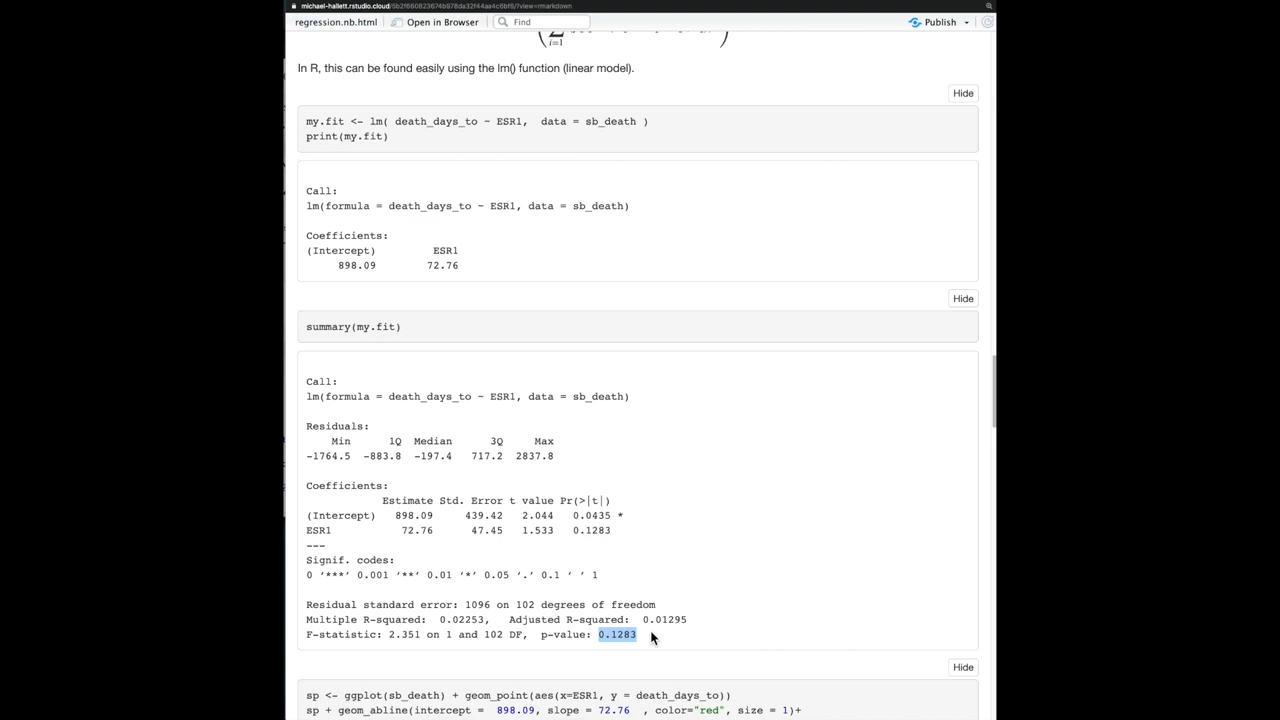 michael-hallett.rstudio.cloud/5b2f660823674b978da32f44aa4c6bf6/?view=rmarkdown
regression.nb.html
Open in Browser
Find
Publish
i=1
In R, this can be found easily using the lm() function (linear model).
Hide
my.fit <- lm( death_days_to ~ ESR1,  data = sb_death )
print(my.fit)
Call:
lm(formula = death_days_to ~ ESR1, data = sb_death)
Coefficients:
(Intercept)         ESR1
898.09        72.76
Hide
summary(my.fit)
Call:
lm(formula = death_days_to ~ ESR1, data = sb_death)
Residuals:
Min      1Q  Median      3Q     Max
-1764.5  -883.8  -197.4   717.2  2837.8
Coefficients:
Estimate Std. Error t value Pr(>|t|)
(Intercept)   898.09     439.42   2.044   0.0435 *
ESR1           72.76      47.45   1.533   0.1283
---
Signif. codes:
0 ‘***’ 0.001 ‘**’ 0.01 ‘*’ 0.05 ‘.’ 0.1 ‘ ’ 1
Residual standard error: 1096 on 102 degrees of freedom
Multiple R-squared:  0.02253,   Adjusted R-squared:  0.01295
F-statistic: 2.351 on 1 and 102 DF,  p-value: 0.1283
Hide
sp <- ggplot(sb_death) + geom_point(aes(x=ESR1, y = death_days_to))
sp + geom_abline(intercept =  898.09, slope = 72.76  , color="red", size = 1)+